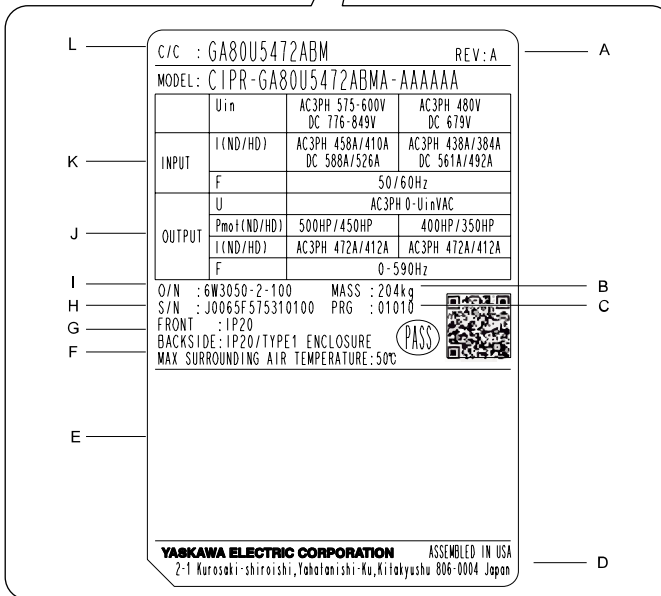 L
C/C : GA80U5472ABM REV:A
A
MODEL: CIPR-GA80U5472ABMA-AAAAAA
Uin AC3PH 575-600V AC3PH 480V
DC 776-849V DC 679V
K
INPUT
I(ND/HD) AC3PH 458A/410A AC3PH 438A/384A
DC 588A/526A DC 561A/492A
F 50/60Hz
J
OUTPUT
U AC3PH 0-UinVAC
Pmot(ND/HD) 500HP/450HP 400HP/350HP
I(ND/HD) AC3PH 472A/412A AC3PH 472A/412A
F 0-590Hz
I
O/N : 6W3050-2-100 MASS : 204kg
B
H
S/N : J0065F575310100 PRG : 01010
C
G
FRONT : IP20
BACKSIDE: IP20/TYPE1 ENCLOSURE
PASS
F
MAX SURROUNDING AIR TEMPERATURE:50℃
E
YASKAWA ELECTRIC CORPORATION ASSEMBLED IN USA
2-1 Kurosaki-shiroishi,Yahatanishi-Ku,Kitakyushu 806-0004 Japan
D